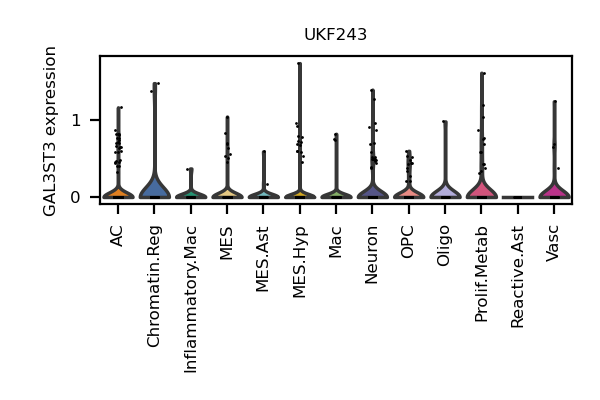 UKF243
GAL3ST3 expression
1
0
AC
Chromatin.Reg
Inflammatory.Mac
MES
MES.Ast
MES.Hyp
Mac
Neuron
OPC
Oligo
Prolif.Metab
Reactive.Ast
Vasc